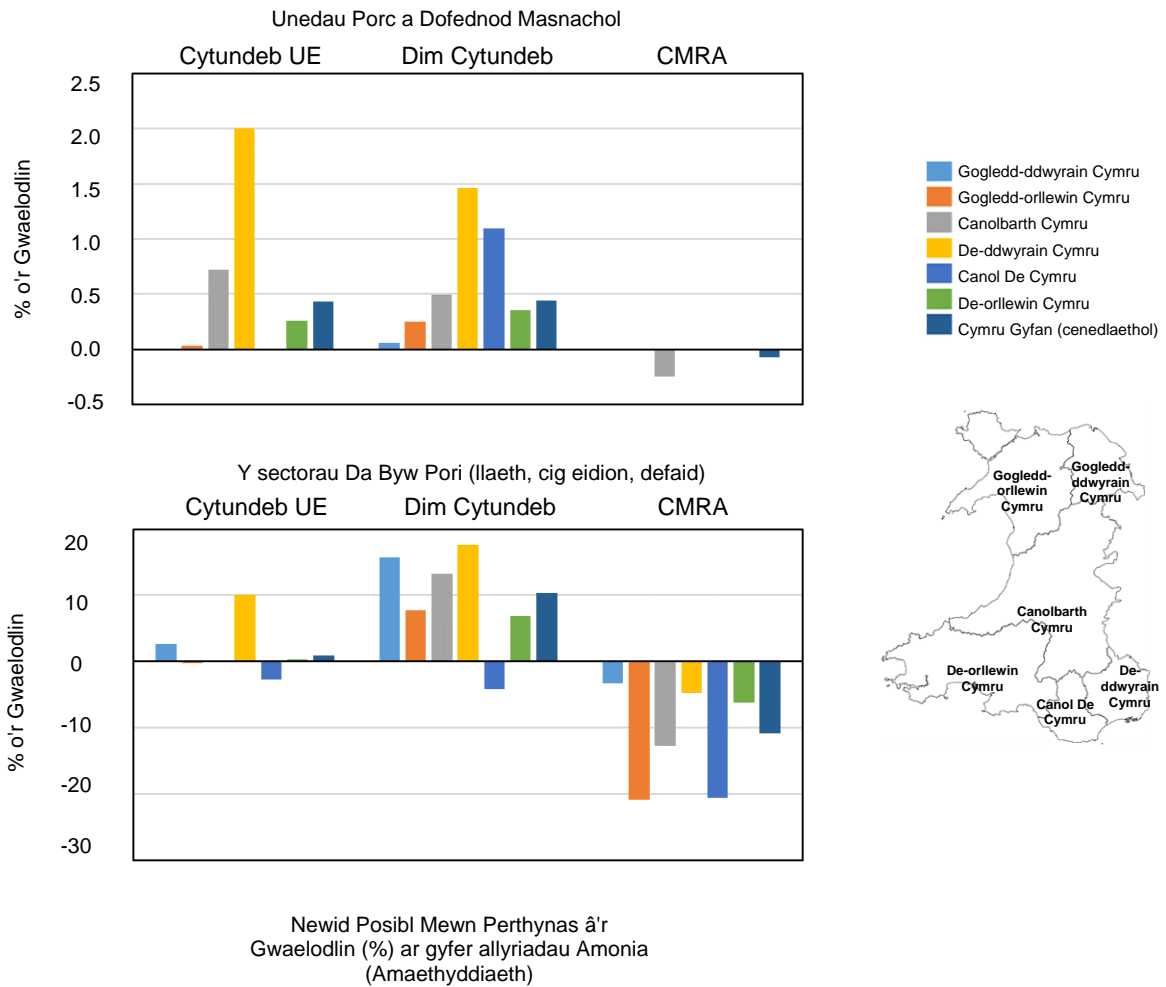 Unedau Porc a Dofednod Masnachol
Cytundeb UE
Dim Cytundeb
CMRA
% o'r Gwaelodlin
2.5
2.0
1.5
1.0
0.5
0.0
-0.5
Gogledd-ddwyrain Cymru
Gogledd-orllewin Cymru
Canolbarth Cymru
De-ddwyrain Cymru
Canol De Cymru
De-orllewin Cymru
Cymru Gyfan (cenedlaethol)
Y sectorau Da Byw Pori (llaeth, cig eidion, defaid)
Cytundeb UE
Dim Cytundeb
CMRA
% o'r Gwaelodlin
20
10
0
-10
-20
-30
Gogledd-
orllewin
Cymru
Gogledd-
ddwyrain
Cymru
Canolbarth
Cymru
De-orllewin
Cymru
Canol De
Cymru
De-
ddwyrain
Cymru
Newid Posibl Mewn Perthynas â'r
Gwaelodlin (%) ar gyfer allyriadau Amonia
(Amaethyddiaeth)